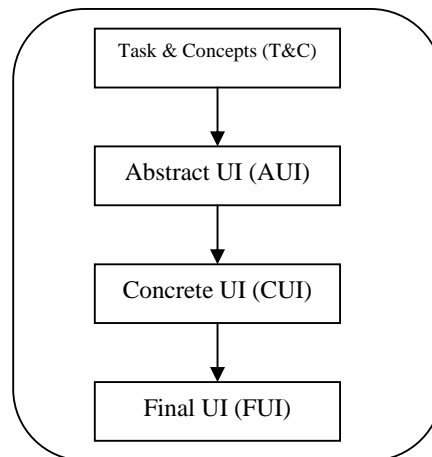 Task & Concepts (T&C)
Abstract UI (AUI)
Concrete UI (CUI)
Final UI (FUI)